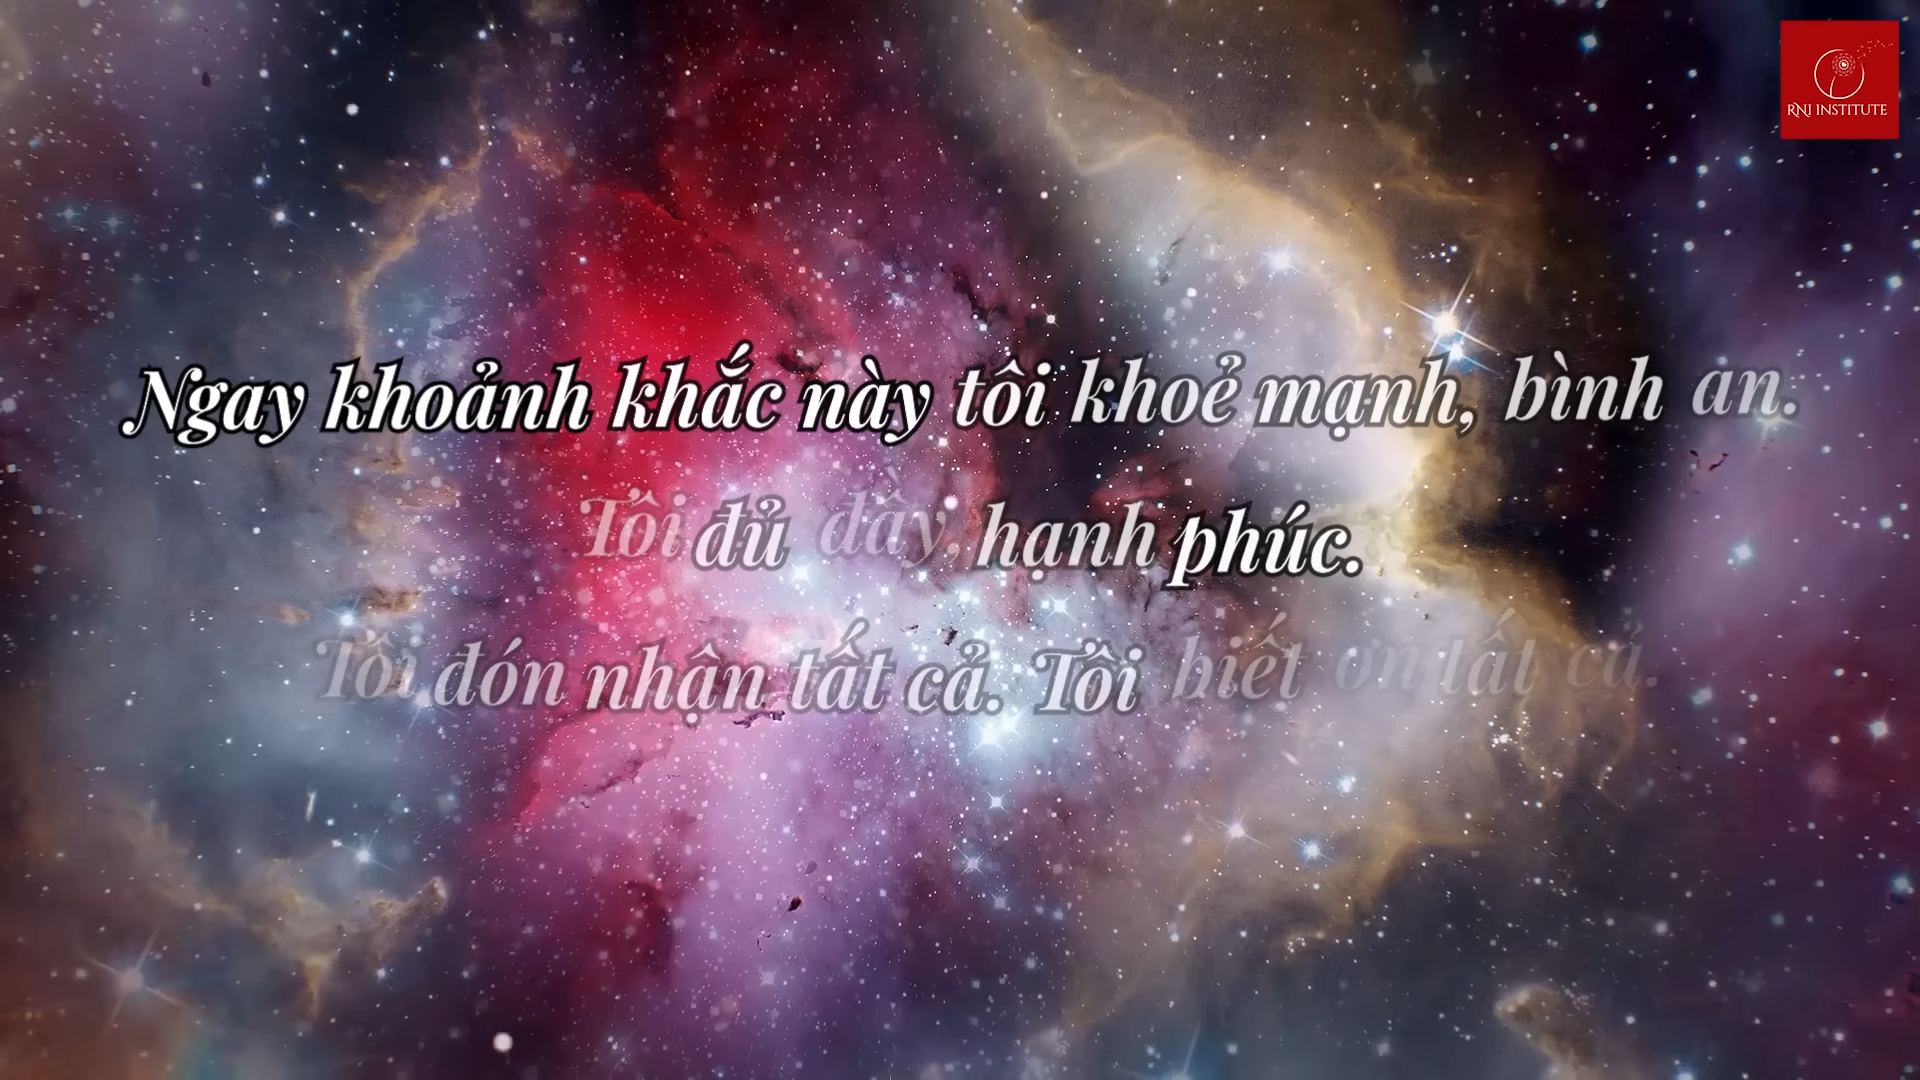 RNI INSTITUTE
Ngay khoảnh khắc này tôi khoẻ mạnh, bình an.
Tôi đủ đầy, hạnh phúc.
Tôi đón nhận tất cả. Tôi biết ơn tất cả.